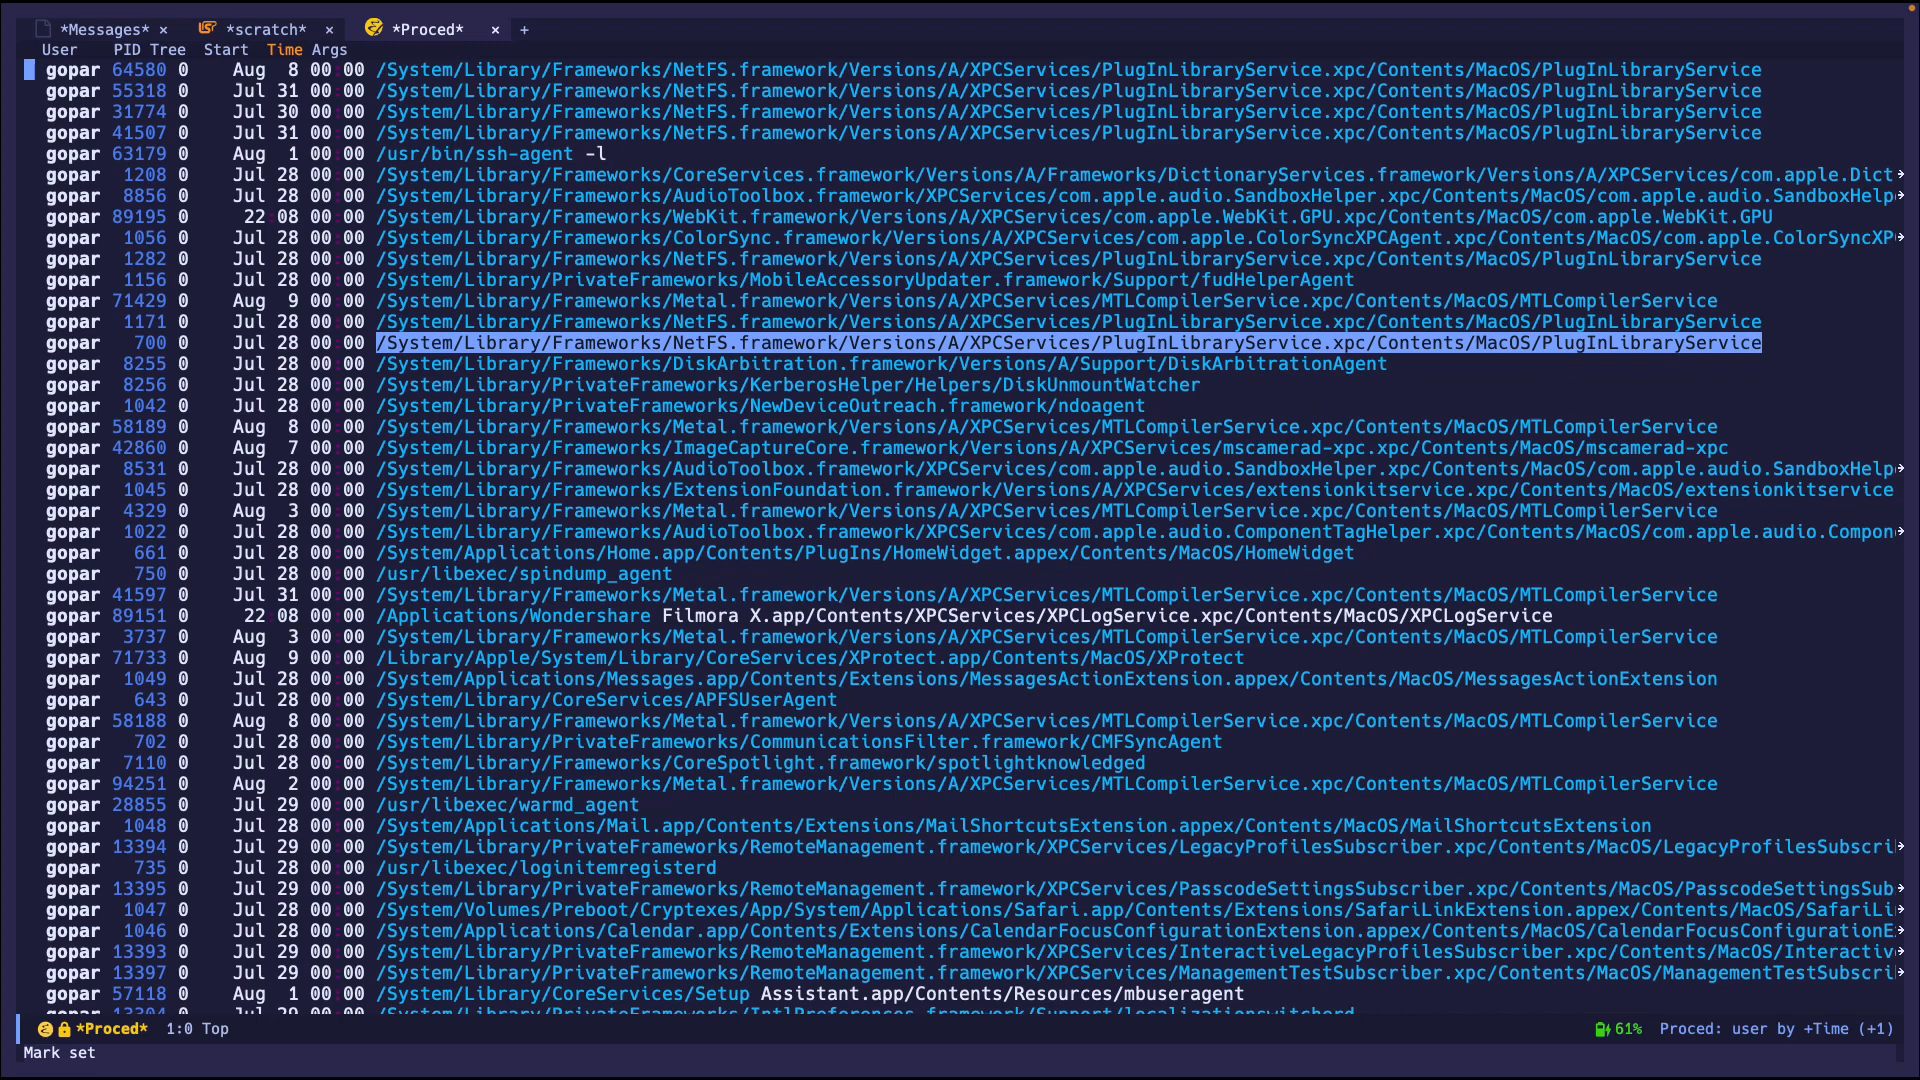 *Messages* × *scratch* × *Proced* × +
User PID Tree Start Time Args
gopar 64580 0 Aug 8 00:00 /System/Library/Frameworks/NetFS.framework/Versions/A/XPCServices/PlugInLibraryService.xpc/Contents/MacOS/PlugInLibraryService
gopar 55318 0 Jul 31 00:00 /System/Library/Frameworks/NetFS.framework/Versions/A/XPCServices/PlugInLibraryService.xpc/Contents/MacOS/PlugInLibraryService
gopar 31774 0 Jul 30 00:00 /System/Library/Frameworks/NetFS.framework/Versions/A/XPCServices/PlugInLibraryService.xpc/Contents/MacOS/PlugInLibraryService
gopar 41507 0 Jul 31 00:00 /System/Library/Frameworks/NetFS.framework/Versions/A/XPCServices/PlugInLibraryService.xpc/Contents/MacOS/PlugInLibraryService
gopar 63179 0 Aug 1 00:00 /usr/bin/ssh-agent -l
gopar 1208 0 Jul 28 00:00 /System/Library/Frameworks/CoreServices.framework/Versions/A/Frameworks/DictionaryServices.framework/Versions/A/XPCServices/com.apple.Dict
gopar 8856 0 Jul 28 00:00 /System/Library/Frameworks/AudioToolbox.framework/XPCServices/com.apple.audio.SandboxHelper.xpc/Contents/MacOS/com.apple.audio.SandboxHelp
gopar 89195 0 22:08 00:00 /System/Library/Frameworks/WebKit.framework/Versions/A/XPCServices/com.apple.WebKit.GPU.xpc/Contents/MacOS/com.apple.WebKit.GPU
gopar 1056 0 Jul 28 00:00 /System/Library/Frameworks/ColorSync.framework/Versions/A/XPCServices/com.apple.ColorSyncXPCAgent.xpc/Contents/MacOS/com.apple.ColorSyncXP
gopar 1282 0 Jul 28 00:00 /System/Library/Frameworks/NetFS.framework/Versions/A/XPCServices/PlugInLibraryService.xpc/Contents/MacOS/PlugInLibraryService
gopar 1156 0 Jul 28 00:00 /System/Library/PrivateFrameworks/MobileAccessoryUpdater.framework/Support/fudHelperAgent
gopar 71429 0 Aug 9 00:00 /System/Library/Frameworks/Metal.framework/Versions/A/XPCServices/MTLCompilerService.xpc/Contents/MacOS/MTLCompilerService
gopar 1171 0 Jul 28 00:00 /System/Library/Frameworks/NetFS.framework/Versions/A/XPCServices/PlugInLibraryService.xpc/Contents/MacOS/PlugInLibraryService
gopar 700 0 Jul 28 00:00 /System/Library/Frameworks/NetFS.framework/Versions/A/XPCServices/PlugInLibraryService.xpc/Contents/MacOS/PlugInLibraryService
gopar 8255 0 Jul 28 00:00 /System/Library/Frameworks/DiskArbitration.framework/Versions/A/Support/DiskArbitrationAgent
gopar 8256 0 Jul 28 00:00 /System/Library/PrivateFrameworks/KerberosHelper/Helpers/DiskUnmountWatcher
gopar 1042 0 Jul 28 00:00 /System/Library/PrivateFrameworks/NewDeviceOutreach.framework/ndoagent
gopar 58189 0 Aug 8 00:00 /System/Library/Frameworks/Metal.framework/Versions/A/XPCServices/MTLCompilerService.xpc/Contents/MacOS/MTLCompilerService
gopar 42860 0 Aug 7 00:00 /System/Library/Frameworks/ImageCaptureCore.framework/Versions/A/XPCServices/mscamerad-xpc.xpc/Contents/MacOS/mscamerad-xpc
gopar 8531 0 Jul 28 00:00 /System/Library/Frameworks/AudioToolbox.framework/XPCServices/com.apple.audio.SandboxHelper.xpc/Contents/MacOS/com.apple.audio.SandboxHelp
gopar 1045 0 Jul 28 00:00 /System/Library/Frameworks/ExtensionFoundation.framework/Versions/A/XPCServices/extensionkitservice.xpc/Contents/MacOS/extensionkitservice
gopar 4329 0 Aug 3 00:00 /System/Library/Frameworks/Metal.framework/Versions/A/XPCServices/MTLCompilerService.xpc/Contents/MacOS/MTLCompilerService
gopar 1022 0 Jul 28 00:00 /System/Library/Frameworks/AudioToolbox.framework/XPCServices/com.apple.audio.ComponentTagHelper.xpc/Contents/MacOS/com.apple.audio.Compon
gopar 661 0 Jul 28 00:00 /System/Applications/Home.app/Contents/PlugIns/HomeWidget.appex/Contents/MacOS/HomeWidget
gopar 750 0 Jul 28 00:00 /usr/libexec/spindump_agent
gopar 41597 0 Jul 31 00:00 /System/Library/Frameworks/Metal.framework/Versions/A/XPCServices/MTLCompilerService.xpc/Contents/MacOS/MTLCompilerService
gopar 89151 0 22:08 00:00 /Applications/Wondershare Filmora X.app/Contents/XPCServices/XPCLogService.xpc/Contents/MacOS/XPCLogService
gopar 3737 0 Aug 3 00:00 /System/Library/Frameworks/Metal.framework/Versions/A/XPCServices/MTLCompilerService.xpc/Contents/MacOS/MTLCompilerService
gopar 71733 0 Aug 9 00:00 /Library/Apple/System/Library/CoreServices/XProtect.app/Contents/MacOS/XProtect
gopar 1049 0 Jul 28 00:00 /System/Applications/Messages.app/Contents/Extensions/MessagesActionExtension.appex/Contents/MacOS/MessagesActionExtension
gopar 643 0 Jul 28 00:00 /System/Library/CoreServices/APFSUserAgent
gopar 58188 0 Aug 8 00:00 /System/Library/Frameworks/Metal.framework/Versions/A/XPCServices/MTLCompilerService.xpc/Contents/MacOS/MTLCompilerService
gopar 702 0 Jul 28 00:00 /System/Library/PrivateFrameworks/CommunicationsFilter.framework/CMFSyncAgent
gopar 7110 0 Jul 28 00:00 /System/Library/Frameworks/CoreSpotlight.framework/spotlightknowledged
gopar 94251 0 Aug 2 00:00 /System/Library/Frameworks/Metal.framework/Versions/A/XPCServices/MTLCompilerService.xpc/Contents/MacOS/MTLCompilerService
gopar 28855 0 Jul 29 00:00 /usr/libexec/warmd_agent
gopar 1048 0 Jul 28 00:00 /System/Applications/Mail.app/Contents/Extensions/MailShortcutsExtension.appex/Contents/MacOS/MailShortcutsExtension
gopar 13394 0 Jul 29 00:00 /System/Library/PrivateFrameworks/RemoteManagement.framework/XPCServices/LegacyProfilesSubscriber.xpc/Contents/MacOS/LegacyProfilesSubscri
gopar 735 0 Jul 28 00:00 /usr/libexec/loginitemregisterd
gopar 13395 0 Jul 29 00:00 /System/Library/PrivateFrameworks/RemoteManagement.framework/XPCServices/PasscodeSettingsSubscriber.xpc/Contents/MacOS/PasscodeSettingsSub
gopar 1047 0 Jul 28 00:00 /System/Volumes/Preboot/Cryptexes/App/System/Applications/Safari.app/Contents/Extensions/SafariLinkExtension.appex/Contents/MacOS/SafariLi
gopar 1046 0 Jul 28 00:00 /System/Applications/Calendar.app/Contents/Extensions/CalendarFocusConfigurationExtension.appex/Contents/MacOS/CalendarFocusConfigurationE
gopar 13393 0 Jul 29 00:00 /System/Library/PrivateFrameworks/RemoteManagement.framework/XPCServices/InteractiveLegacyProfilesSubscriber.xpc/Contents/MacOS/Interactiv
gopar 13397 0 Jul 29 00:00 /System/Library/PrivateFrameworks/RemoteManagement.framework/XPCServices/ManagementTestSubscriber.xpc/Contents/MacOS/ManagementTestSubscri
gopar 57118 0 Aug 1 00:00 /System/Library/CoreServices/Setup Assistant.app/Contents/Resources/mbuseragent
gopar 13304 0 Jul 29 00:00 /System/Library/PrivateFrameworks/IntlPreferences.framework/Support/localizationswitcherd
*Proced* 1:0 Top 61% Proced: user by +Time (+1)
Mark set